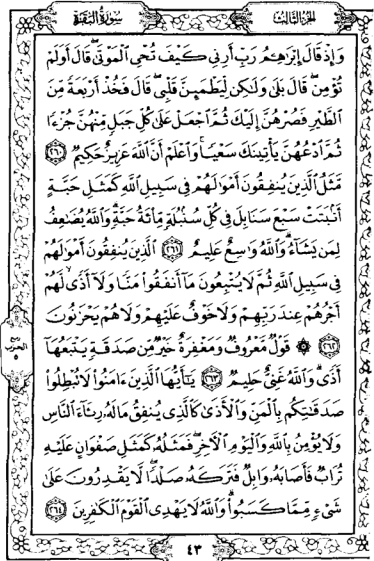 الجزء الثالث
سورة البقرة
وَإِذْ قَالَ إِبْرَٰهِـۧمُ رَبِّ أَرِنِى كَيْفَ تُحْىِ ٱلْمَوْتَىٰ ۖ قَالَ أَوَلَمْ
تُؤْمِن ۖ قَالَ بَلَىٰ وَلَـٰكِن لِّيَطْمَئِنَّ قَلْبِى ۖ قَالَ فَخُذْ أَرْبَعَةً مِّنَ
ٱلطَّيْرِ فَصُرْهُنَّ إِلَيْكَ ثُمَّ ٱجْعَلْ عَلَىٰ كُلِّ جَبَلٍ مِّنْهُنَّ جُزْءًا
ثُمَّ ٱدْعُهُنَّ يَأْتِينَكَ سَعْيًا ۚ وَٱعْلَمْ أَنَّ ٱللَّهَ عَزِيزٌ حَكِيمٌ ٢٦٠
مَّثَلُ ٱلَّذِينَ يُنفِقُونَ أَمْوَٰلَهُمْ فِى سَبِيلِ ٱللَّهِ كَمَثَلِ حَبَّةٍ
أَنۢبَتَتْ سَبْعَ سَنَابِلَ فِى كُلِّ سُنۢبُلَةٍ مِّا۟ئَةُ حَبَّةٍ ۗ وَٱللَّهُ يُضَـٰعِفُ
لِمَن يَشَآءُ ۗ وَٱللَّهُ وَٰسِعٌ عَلِيمٌ ٢٦١ ٱلَّذِينَ يُنفِقُونَ أَمْوَٰلَهُمْ
فِى سَبِيلِ ٱللَّهِ ثُمَّ لَا يُتْبِعُونَ مَآ أَنفَقُوا۟ مَنًّا وَلَآ أَذًى ۙ لَّهُمْ
أَجْرُهُمْ عِندَ رَبِّهِمْ وَلَا خَوْفٌ عَلَيْهِمْ وَلَا هُمْ يَحْزَنُونَ
٢٦٢ ۞ قَوْلٌ مَّعْرُوفٌ وَمَغْفِرَةٌ خَيْرٌ مِّن صَدَقَةٍ يَتْبَعُهَآ
أَذًى ۗ وَٱللَّهُ غَنِىٌّ حَلِيمٌ ٢٦٣ يَـٰٓأَيُّهَا ٱلَّذِينَ ءَامَنُوا۟ لَا تُبْطِلُوا۟
صَدَقَـٰتِكُم بِٱلْمَنِّ وَٱلْأَذَىٰ كَٱلَّذِى يُنفِقُ مَالَهُۥ رِئَآءَ ٱلنَّاسِ
وَلَا يُؤْمِنُ بِٱللَّهِ وَٱلْيَوْمِ ٱلْـَٔاخِرِ ۖ فَمَثَلُهُۥ كَمَثَلِ صَفْوَانٍ عَلَيْهِ
تُرَابٌ فَأَصَابَهُۥ وَابِلٌ فَتَرَكَهُۥ صَلْدًا ۖ لَّا يَقْدِرُونَ عَلَىٰ
شَىْءٍ مِّمَّا كَسَبُوا۟ ۗ وَٱللَّهُ لَا يَهْدِى ٱلْقَوْمَ ٱلْكَـٰفِرِينَ ٢٦٤
٤٣